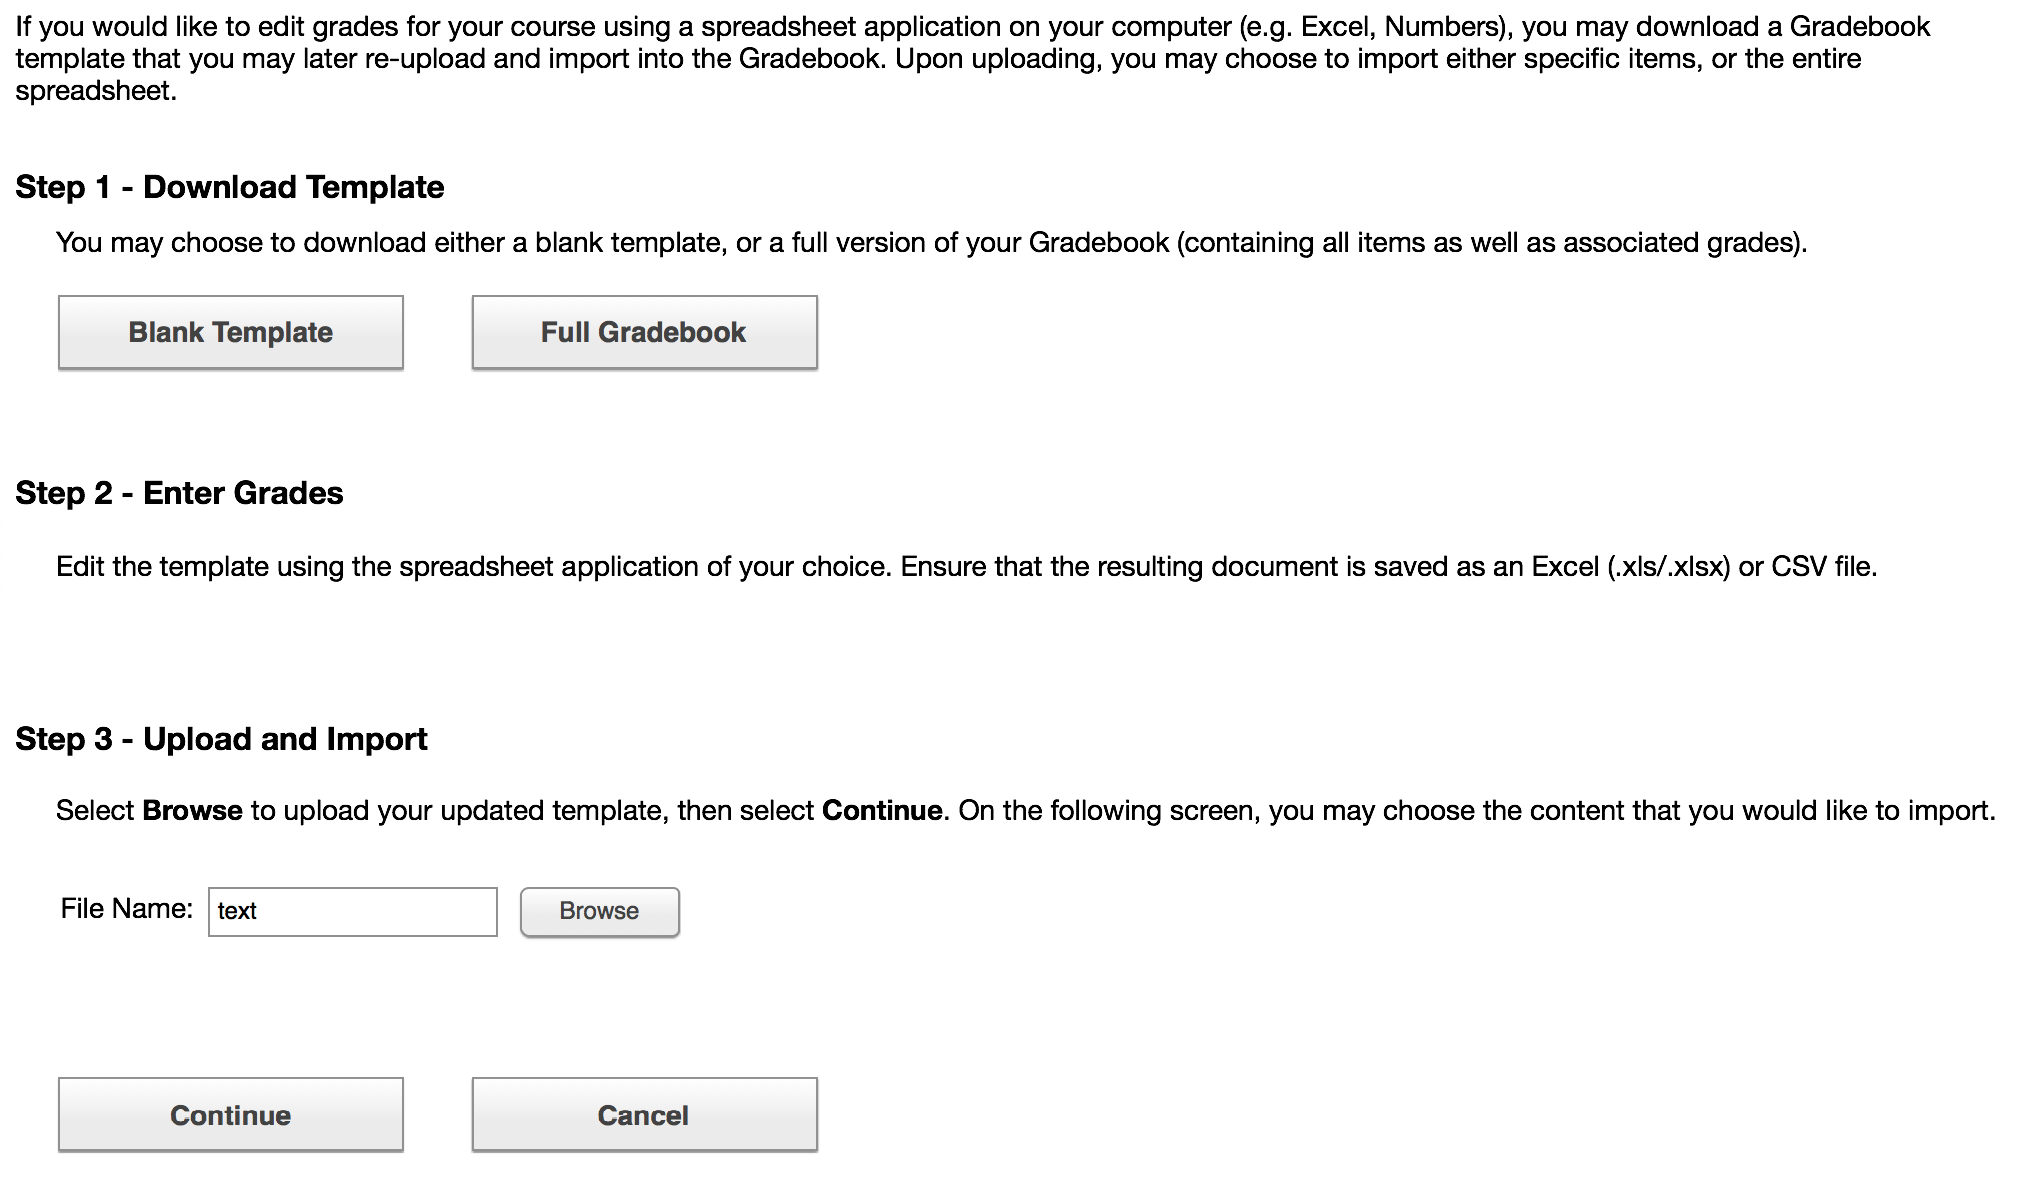 If you would like to edit grades for your course using a spreadsheet application on your computer (e.g. Excel, Numbers), you may download a Gradebook
template that you may later re-upload and import into the Gradebook. Upon uploading, you may choose to import either specific items, or the entire
spreadsheet.
Step 1 - Download Template
You may choose to download either a blank template, or a full version of your Gradebook (containing all items as well as associated grades).
Blank Template Full Gradebook
Step 2 - Enter Grades
Edit the template using the spreadsheet application of your choice. Ensure that the resulting document is saved as an Excel (.xls/.xlsx) or CSV file.
Step 3 - Upload and Import
Select Browse to upload your updated template, then select Continue. On the following screen, you may choose the content that you would like to import.
File Name: text Browse
Continue Cancel